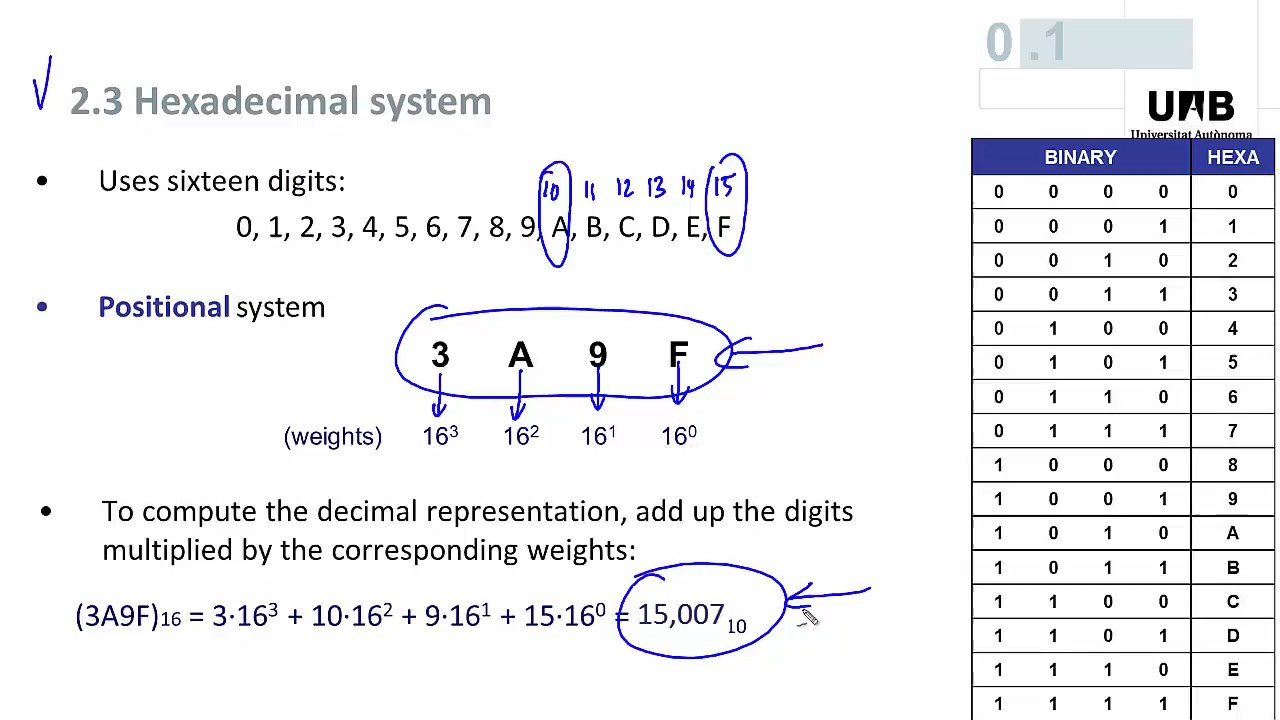 0.1
2.3 Hexadecimal system
UAB
Universitat Autònoma
• Uses sixteen digits:
10 11 12 13 14 15
0, 1, 2, 3, 4, 5, 6, 7, 8, 9, A, B, C, D, E, F
• Positional system
3 A 9 F
(weights) 16³ 16² 16¹ 16⁰
• To compute the decimal representation, add up the digits
multiplied by the corresponding weights:
(3A9F)₁₆ = 3·16³ + 10·16² + 9·16¹ + 15·16⁰ = 15,007₁₀
BINARY HEXA
0 0 0 0 0
0 0 0 1 1
0 0 1 0 2
0 0 1 1 3
0 1 0 0 4
0 1 0 1 5
0 1 1 0 6
0 1 1 1 7
1 0 0 0 8
1 0 0 1 9
1 0 1 0 A
1 0 1 1 B
1 1 0 0 C
1 1 0 1 D
1 1 1 0 E
1 1 1 1 F